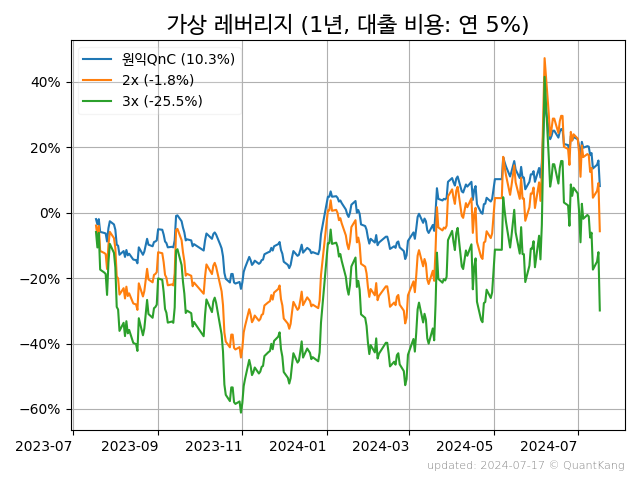 가상 레버리지 (1년, 대출 비용: 연 5%)
원익QnC (10.3%)
2x (-1.8%)
3x (-25.5%)
40%
20%
0%
−20%
−40%
−60%
2023-07 2023-09 2023-11 2024-01 2024-03 2024-05 2024-07
updated: 2024-07-17 © QuantKang